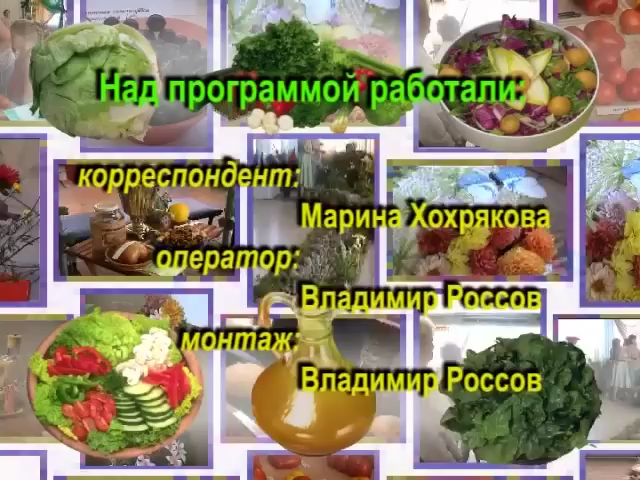 Над программой работали:
корреспондент:
Марина Хохрякова
оператор:
Владимир Россов
монтаж:
Владимир Россов